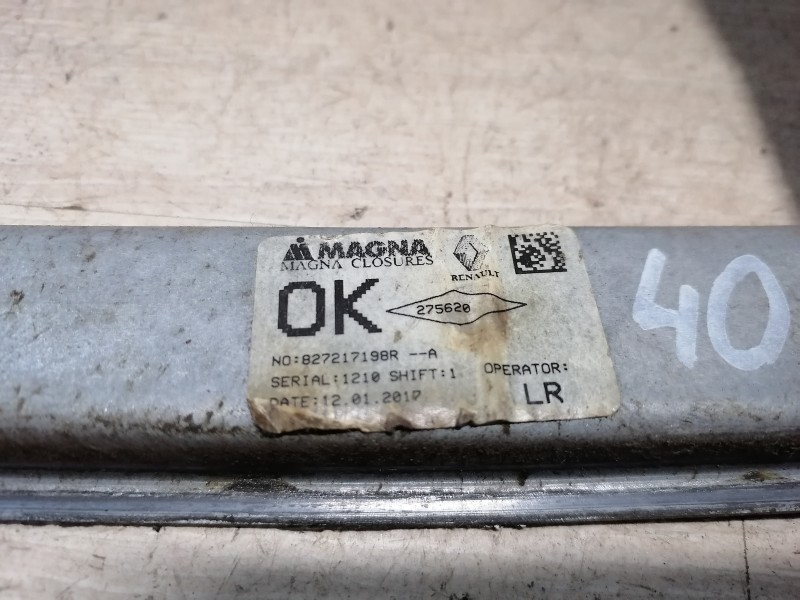 MAGNA
MAGNA CLOSURES
RENAULT
OK
275620
NO:827217198R --A
SERIAL:1210 SHIFT:1
OPERATOR:
DATE:12.01.2017
LR
40